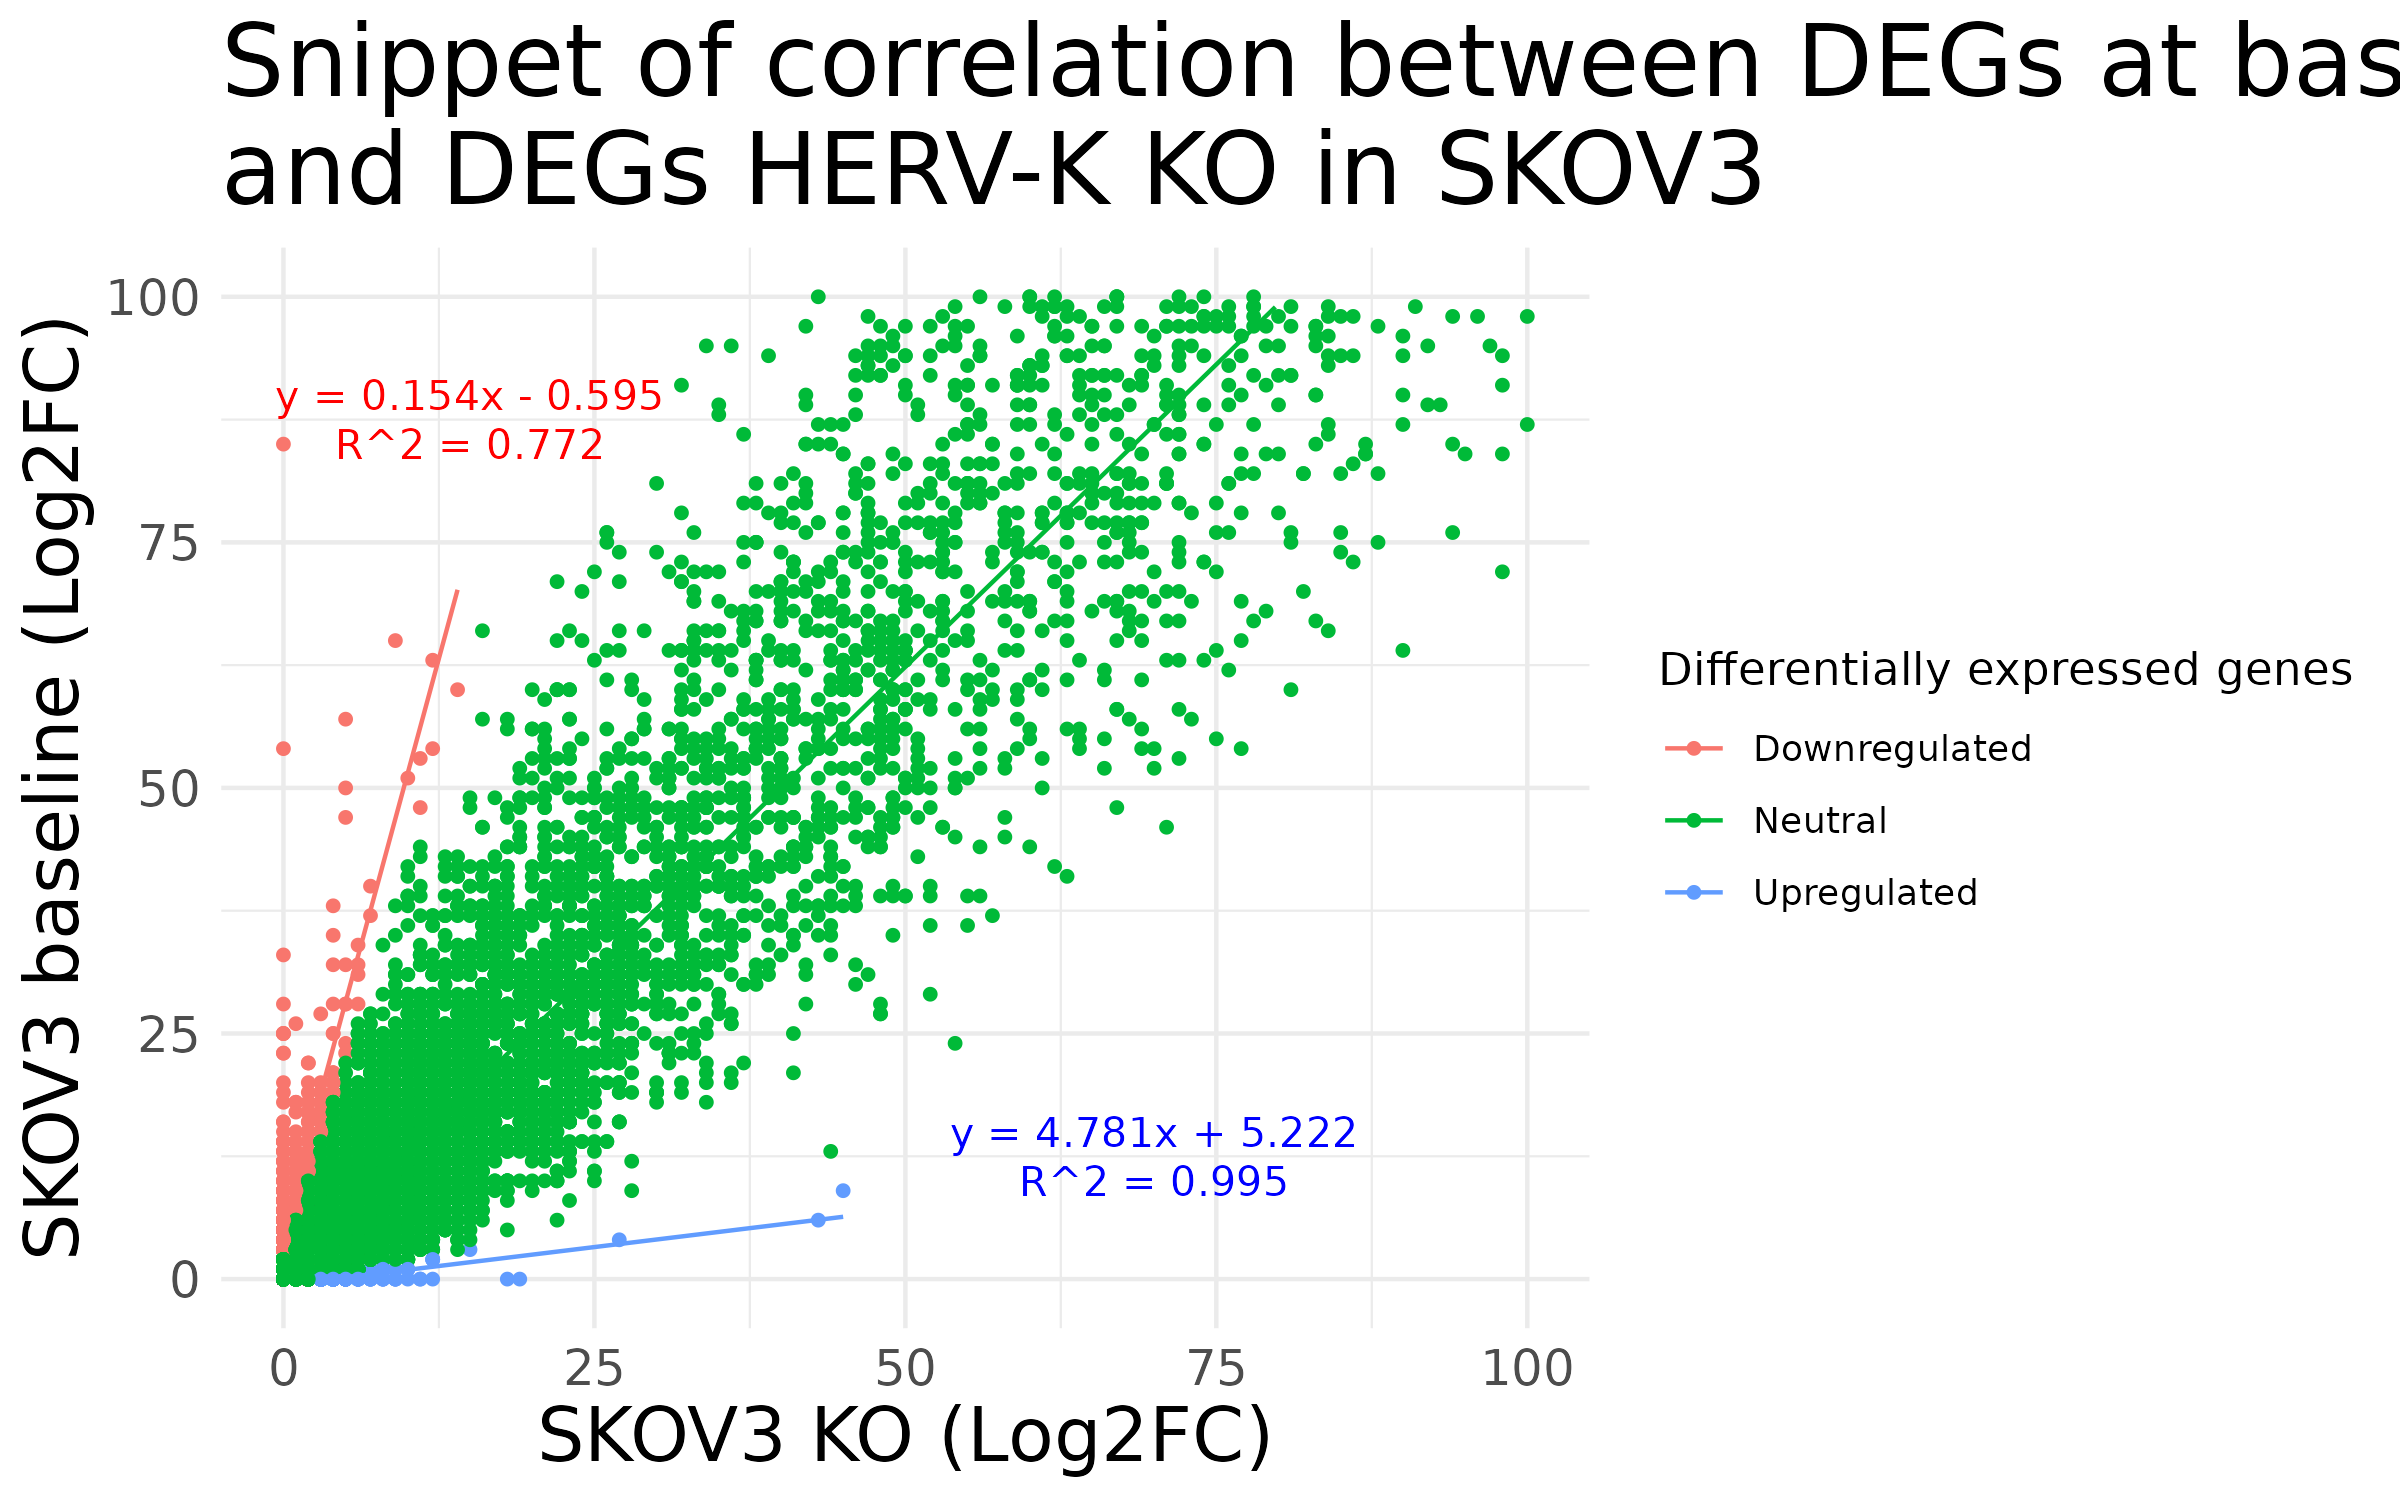 Snippet of correlation between DEGs at bas
and DEGs HERV-K KO in SKOV3
SKOV3 baseline (Log2FC)
100
75
50
25
0
y = 0.154x - 0.595
R^2 = 0.772
y = 4.781x + 5.222
R^2 = 0.995
0 25 50 75 100
SKOV3 KO (Log2FC)
Differentially expressed genes
Downregulated
Neutral
Upregulated